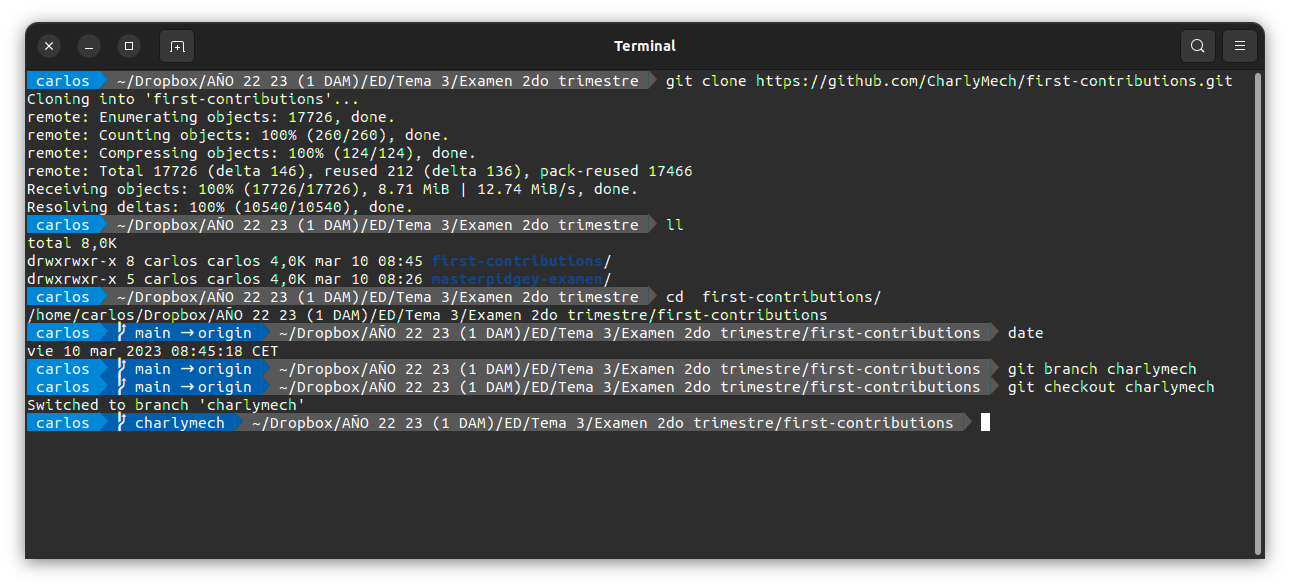 Terminal
carlos ~/Dropbox/AÑO 22 23 (1 DAM)/ED/Tema 3/Examen 2do trimestre git clone https://github.com/CharlyMech/first-contributions.git
Cloning into 'first-contributions'...
remote: Enumerating objects: 17726, done.
remote: Counting objects: 100% (260/260), done.
remote: Compressing objects: 100% (124/124), done.
remote: Total 17726 (delta 146), reused 212 (delta 136), pack-reused 17466
Receiving objects: 100% (17726/17726), 8.71 MiB | 12.74 MiB/s, done.
Resolving deltas: 100% (10540/10540), done.
carlos ~/Dropbox/AÑO 22 23 (1 DAM)/ED/Tema 3/Examen 2do trimestre ll
total 8,0K
drwxrwxr-x 8 carlos carlos 4,0K mar 10 08:45 first-contributions/
drwxrwxr-x 5 carlos carlos 4,0K mar 10 08:26 masterpidgey-examen/
carlos ~/Dropbox/AÑO 22 23 (1 DAM)/ED/Tema 3/Examen 2do trimestre cd  first-contributions/
/home/carlos/Dropbox/AÑO 22 23 (1 DAM)/ED/Tema 3/Examen 2do trimestre/first-contributions
carlos main →origin ~/Dropbox/AÑO 22 23 (1 DAM)/ED/Tema 3/Examen 2do trimestre/first-contributions date
vie 10 mar 2023 08:45:18 CET
carlos main →origin ~/Dropbox/AÑO 22 23 (1 DAM)/ED/Tema 3/Examen 2do trimestre/first-contributions git branch charlymech
carlos main →origin ~/Dropbox/AÑO 22 23 (1 DAM)/ED/Tema 3/Examen 2do trimestre/first-contributions git checkout charlymech
Switched to branch 'charlymech'
carlos charlymech ~/Dropbox/AÑO 22 23 (1 DAM)/ED/Tema 3/Examen 2do trimestre/first-contributions